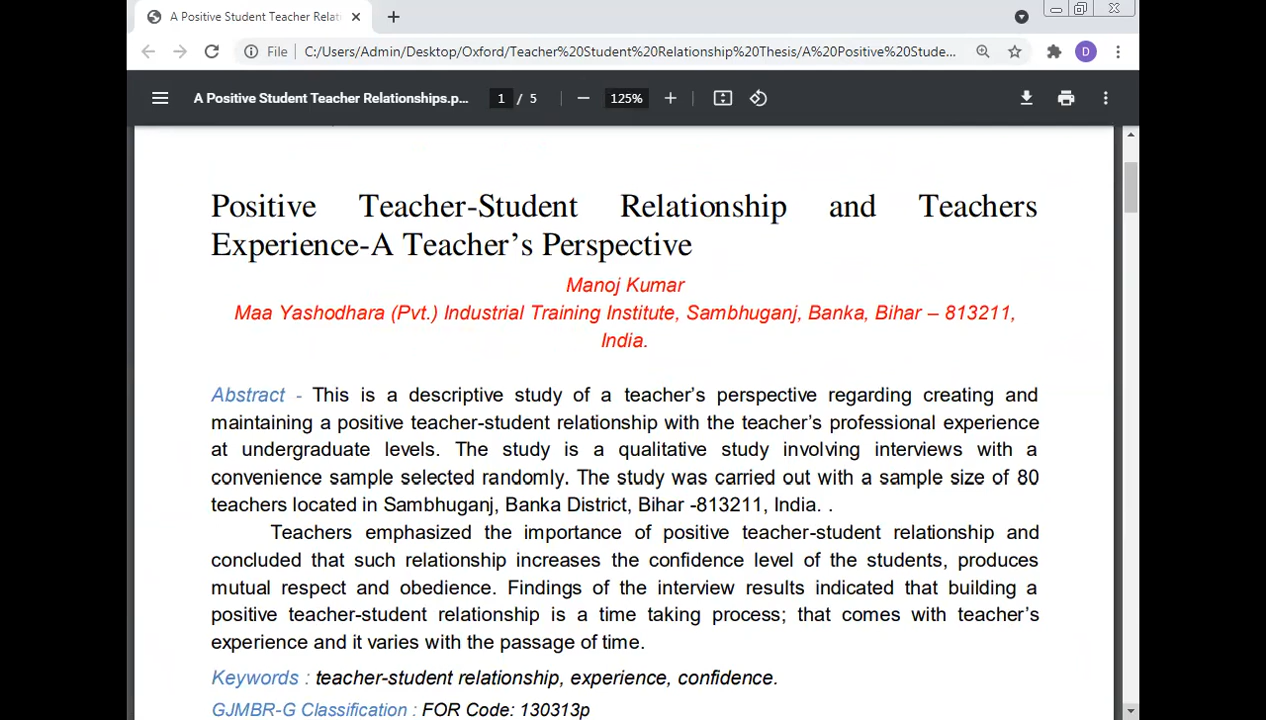 A Positive Student Teacher Relat
File C:/Users/Admin/Desktop/Oxford/Teacher%20Student%20Relationship%20Thesis/A%20Positive%20Stude...
D
A Positive Student Teacher Relationships.p... 1 / 5 125%
Positive Teacher-Student Relationship and Teachers
Experience-A Teacher’s Perspective
Manoj Kumar
Maa Yashodhara (Pvt.) Industrial Training Institute, Sambhuganj, Banka, Bihar – 813211,
India.
Abstract - This is a descriptive study of a teacher’s perspective regarding creating and
maintaining a positive teacher-student relationship with the teacher’s professional experience
at undergraduate levels. The study is a qualitative study involving interviews with a
convenience sample selected randomly. The study was carried out with a sample size of 80
teachers located in Sambhuganj, Banka District, Bihar -813211, India. .
Teachers emphasized the importance of positive teacher-student relationship and
concluded that such relationship increases the confidence level of the students, produces
mutual respect and obedience. Findings of the interview results indicated that building a
positive teacher-student relationship is a time taking process; that comes with teacher’s
experience and it varies with the passage of time.
Keywords : teacher-student relationship, experience, confidence.
GJMBR-G Classification : FOR Code: 130313p